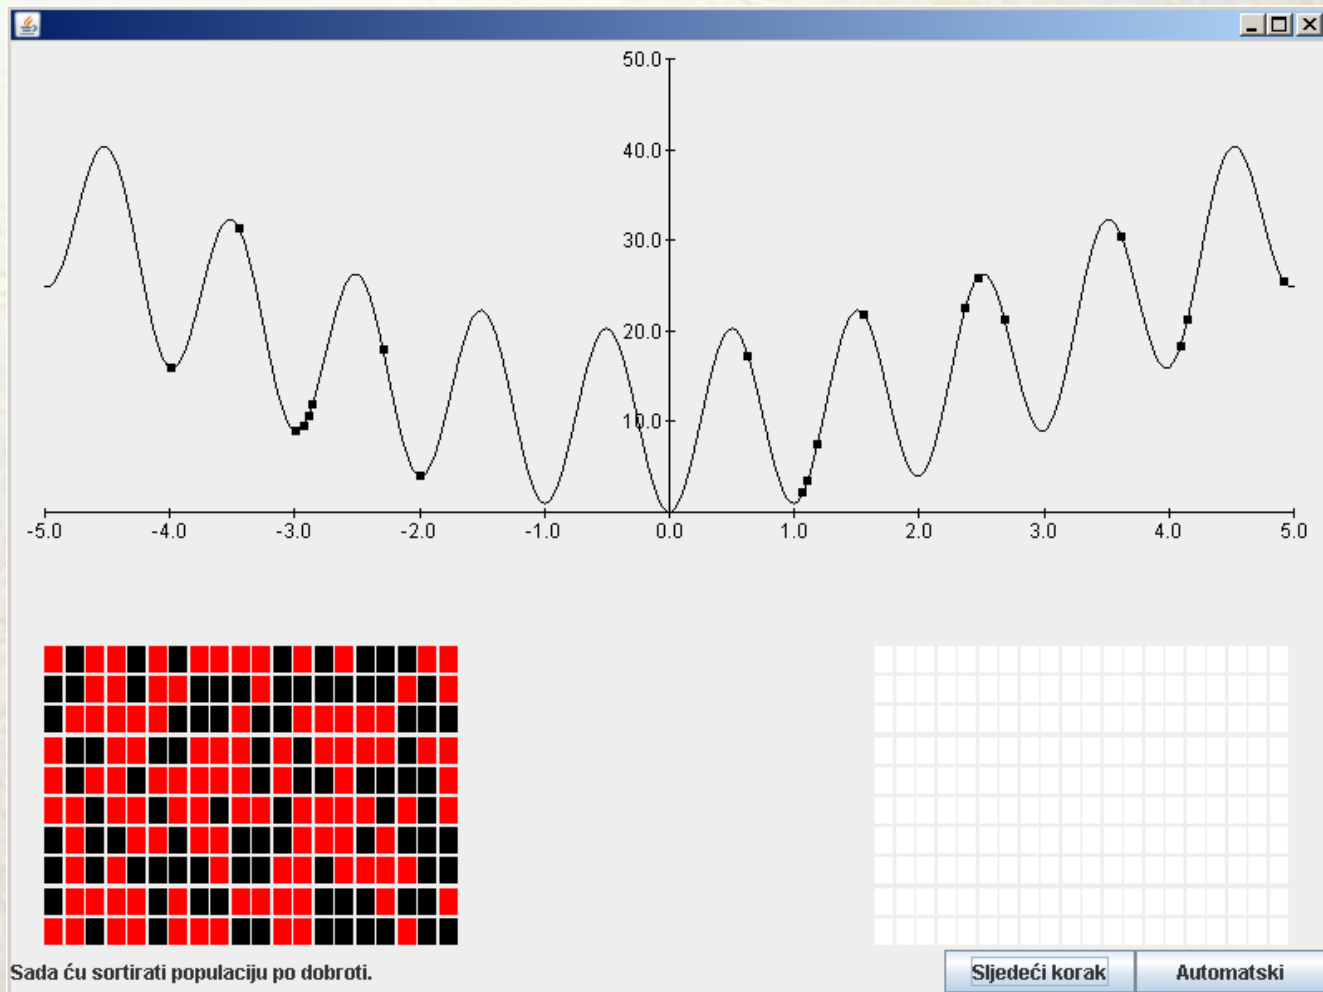 50.0
40.0
30.0
20.0
10.0
-5.0 -4.0 -3.0 -2.0 -1.0 0.0 1.0 2.0 3.0 4.0 5.0
Sada ću sortirati populaciju po dobroti.
Sljedeći korak
Automatski